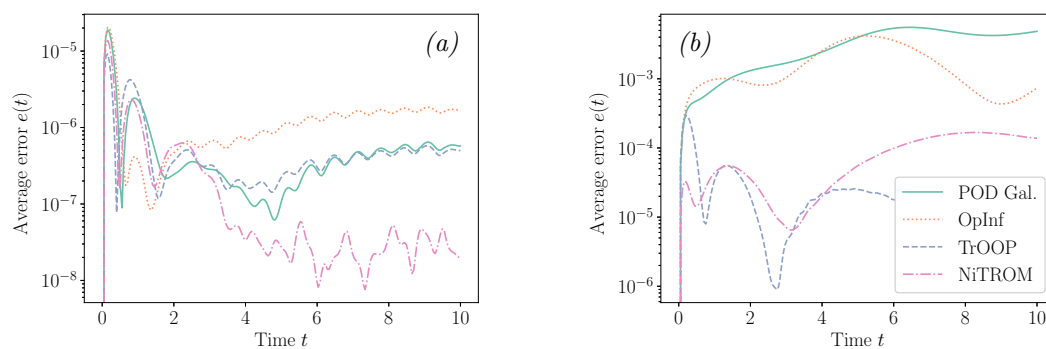 (a)
Average error e(t)
10⁻⁵
10⁻⁶
10⁻⁷
10⁻⁸
0 2 4 6 8 10
Time t
(b)
Average error e(t)
10⁻³
10⁻⁴
10⁻⁵
10⁻⁶
POD Gal.
OpInf
TrOOP
NiTROM
0 2 4 6 8 10
Time t